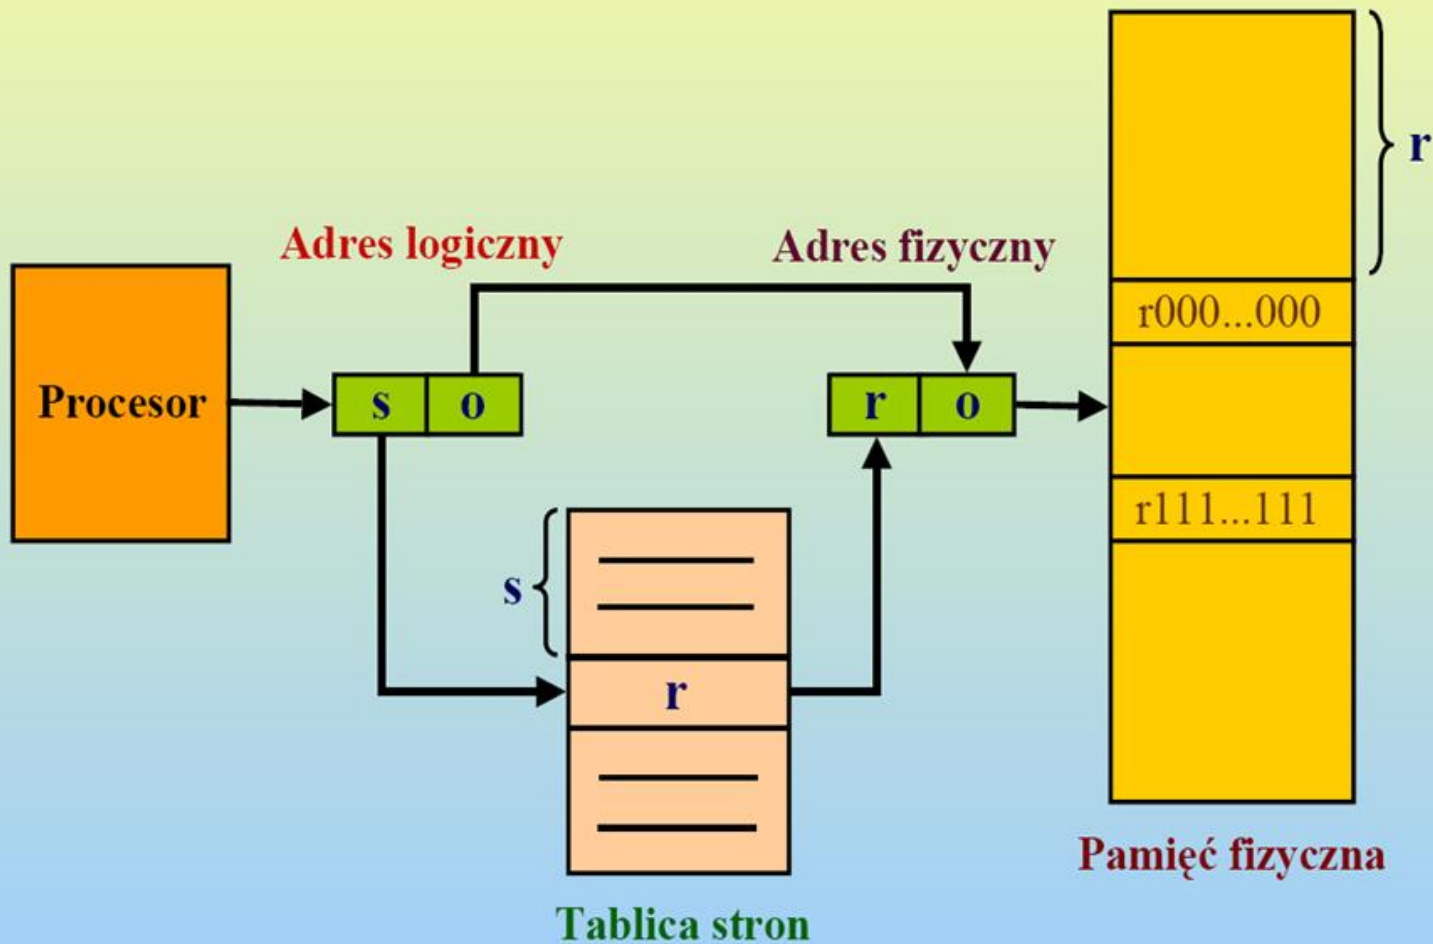 r
Adres logiczny
Adres fizyczny
r000...000
Procesor
s o
r o
r111...111
s
r
Pamięć fizyczna
Tablica stron